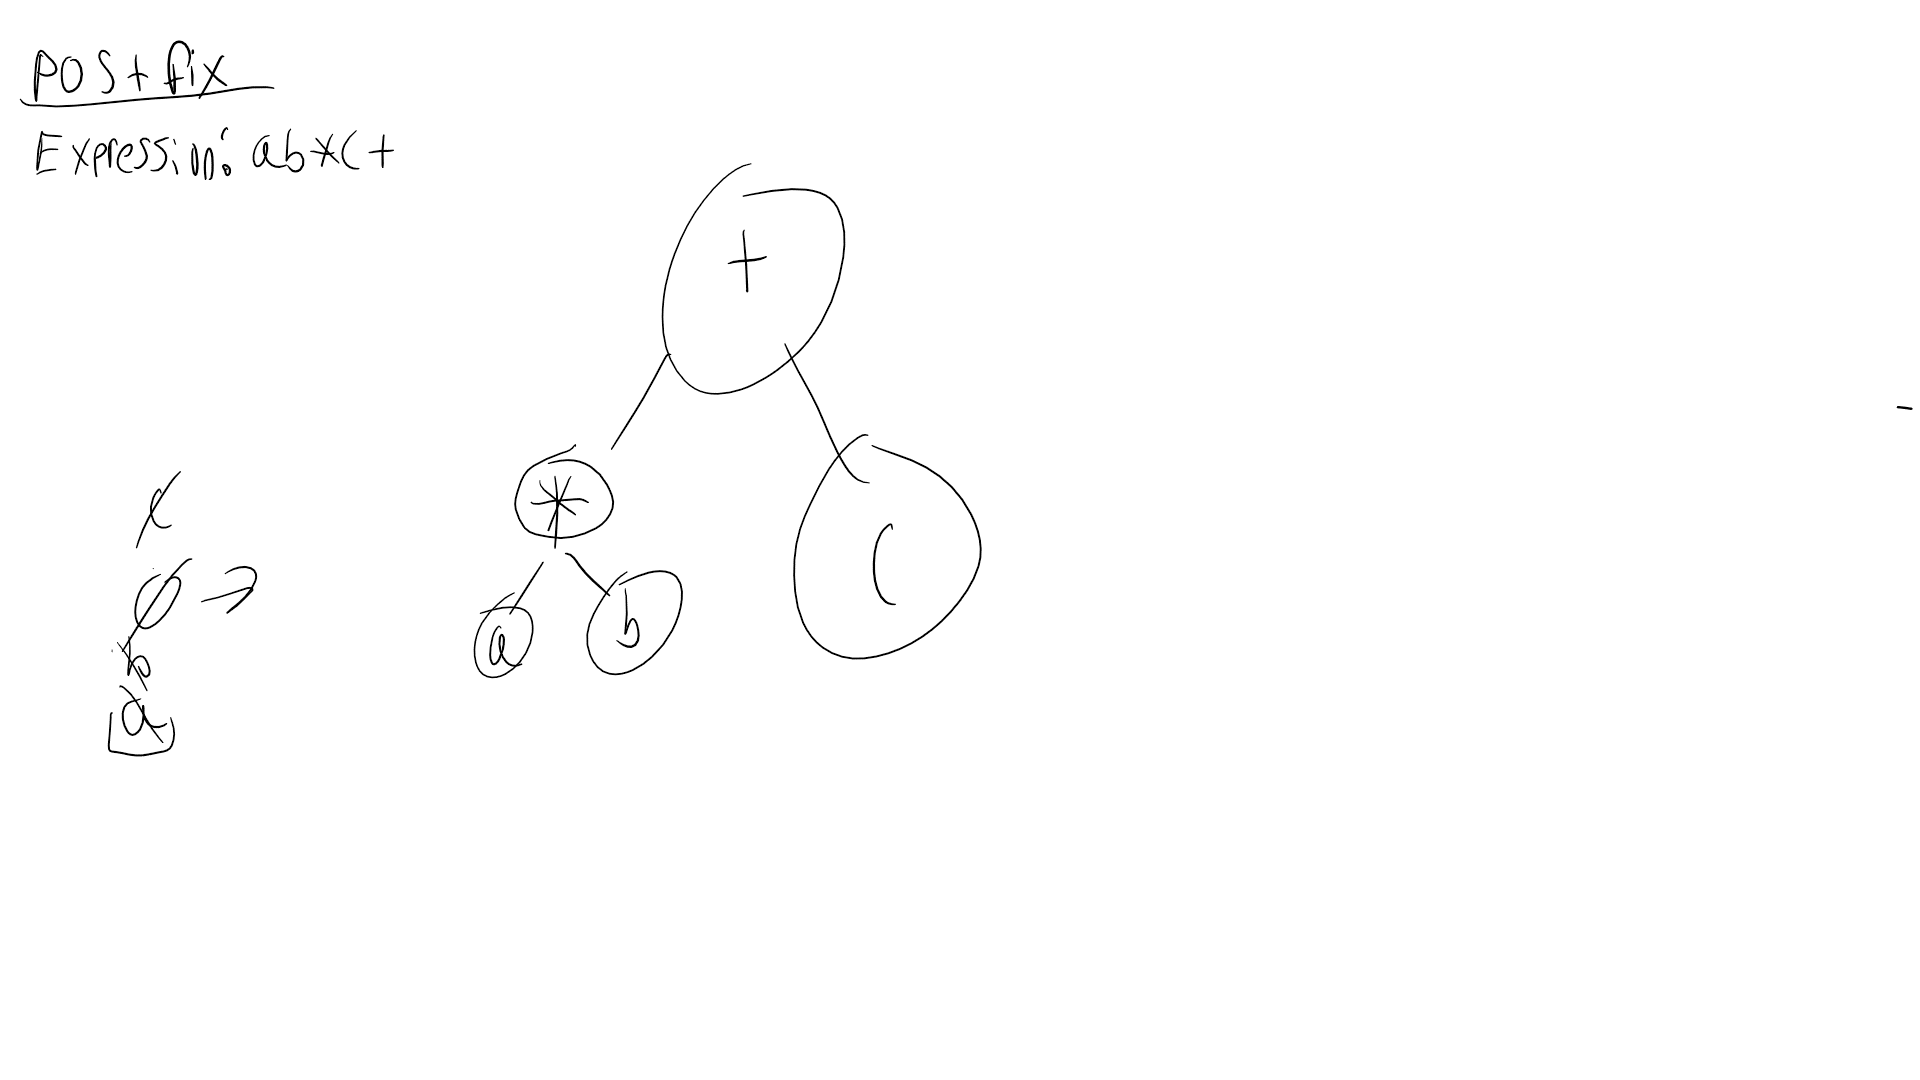 postfix
Expression: ab*c+
+
*
c
c
a
b
b
a